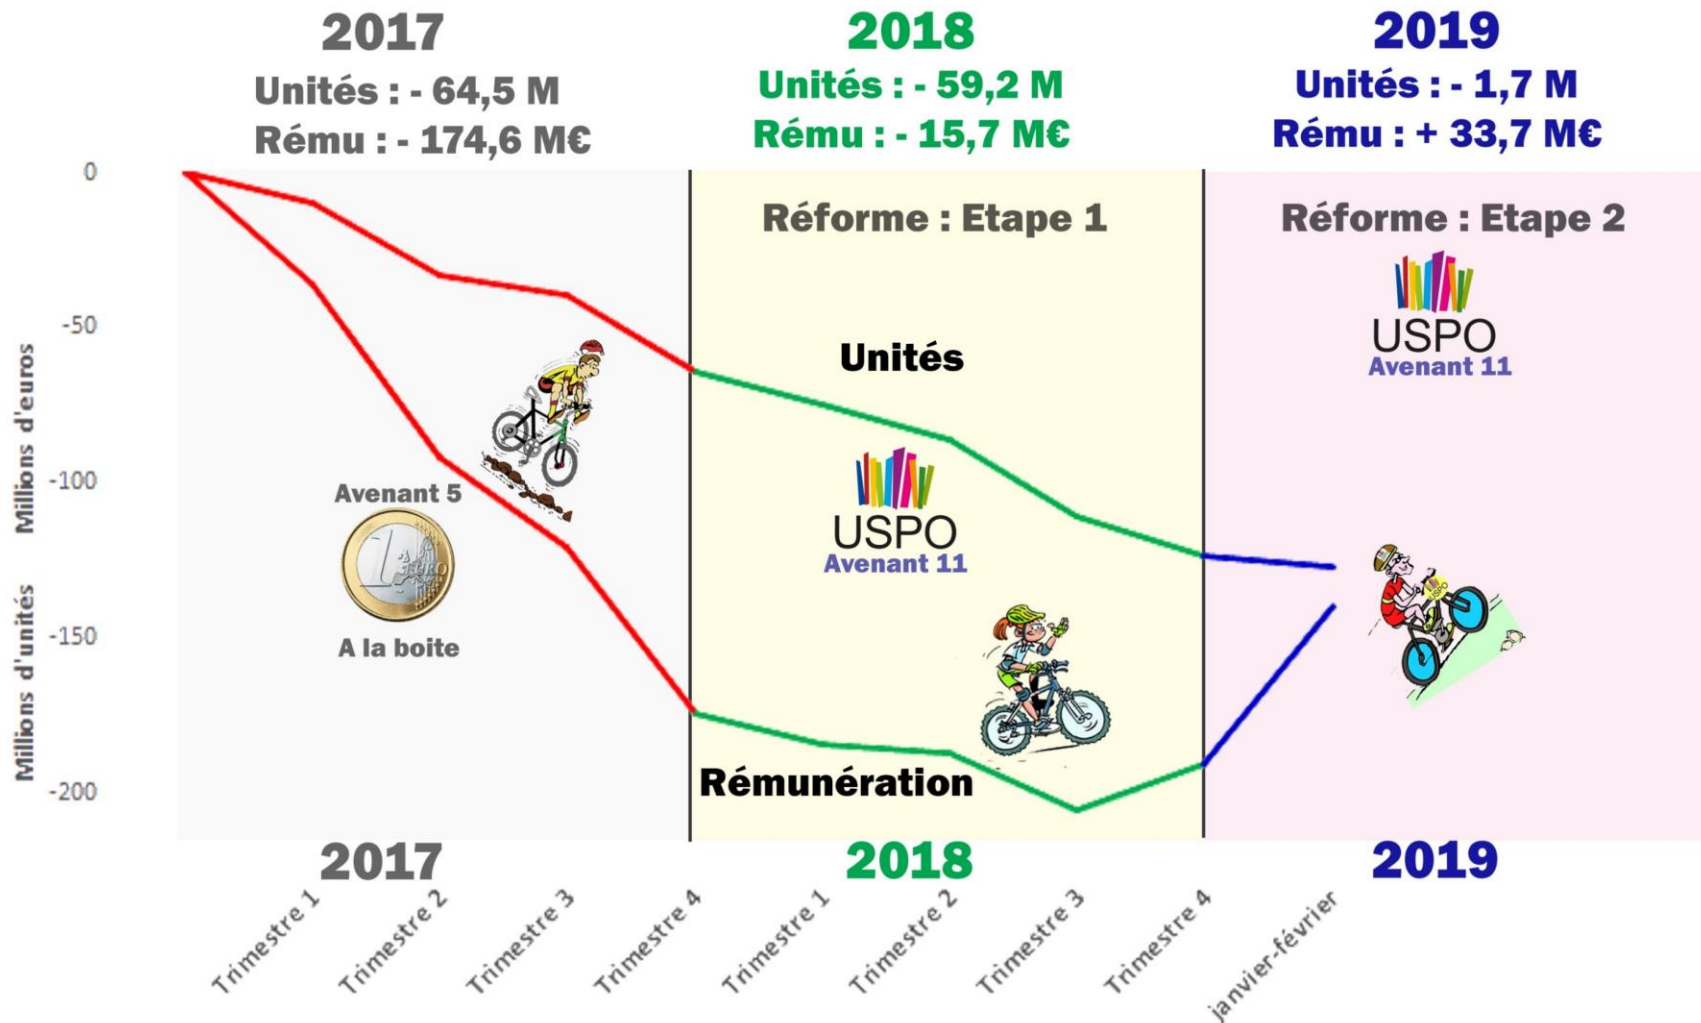 2017
Unités : - 64,5 M
Rému : - 174,6 M€
2018
Unités : - 59,2 M
Rému : - 15,7 M€
2019
Unités : - 1,7 M
Rému : + 33,7 M€
0
-50
-100
-150
-200
Millions d'euros
Millions d'unités
Avenant 5
1 EURO
A la boite
Réforme : Etape 1
Unités
USPO
Avenant 11
Rémunération
Réforme : Etape 2
USPO
Avenant 11
USPO
2017
2018
2019
Trimestre 1
Trimestre 2
Trimestre 3
Trimestre 4
Trimestre 1
Trimestre 2
Trimestre 3
Trimestre 4
janvier-février